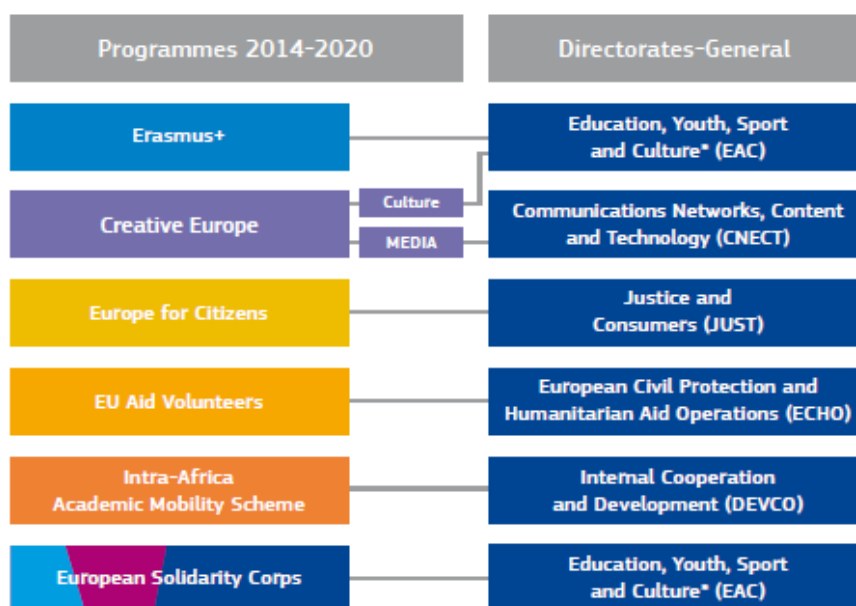 Programmes 2014-2020
Directorates-General
Erasmus+
Education, Youth, Sport
and Culture* (EAC)
Creative Europe
Culture
MEDIA
Communications Networks, Content
and Technology (CNECT)
Europe for Citizens
Justice and
Consumers (JUST)
EU Aid Volunteers
European Civil Protection and
Humanitarian Aid Operations (ECHO)
Intra-Africa
Academic Mobility Scheme
Internal Cooperation
and Development (DEVCO)
European Solidarity Corps
Education, Youth, Sport
and Culture* (EAC)